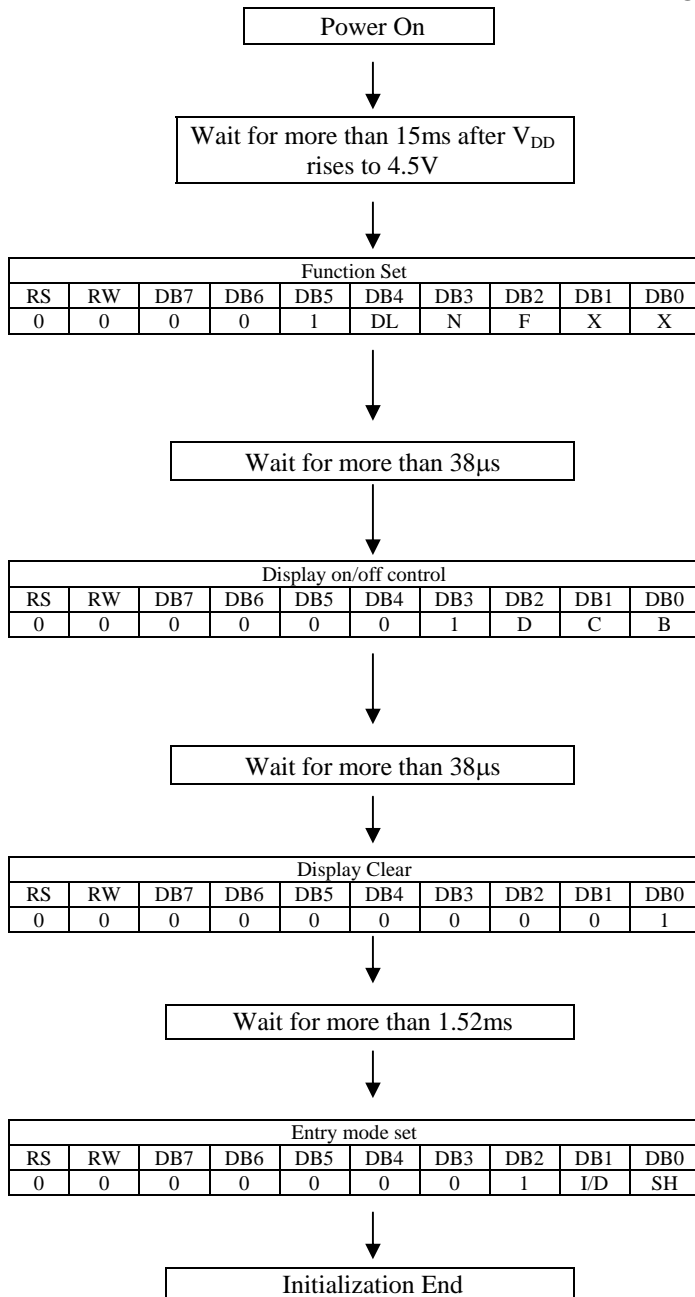 Power On
Wait for more than 15ms after VDD
rises to 4.5V
Function Set
RS RW DB7 DB6 DB5 DB4 DB3 DB2 DB1 DB0
0 0 0 0 1 DL N F X X
Wait for more than 38μs
Display on/off control
RS RW DB7 DB6 DB5 DB4 DB3 DB2 DB1 DB0
0 0 0 0 0 0 1 D C B
Wait for more than 38μs
Display Clear
RS RW DB7 DB6 DB5 DB4 DB3 DB2 DB1 DB0
0 0 0 0 0 0 0 0 0 1
Wait for more than 1.52ms
Entry mode set
RS RW DB7 DB6 DB5 DB4 DB3 DB2 DB1 DB0
0 0 0 0 0 0 0 1 I/D SH
Initialization End